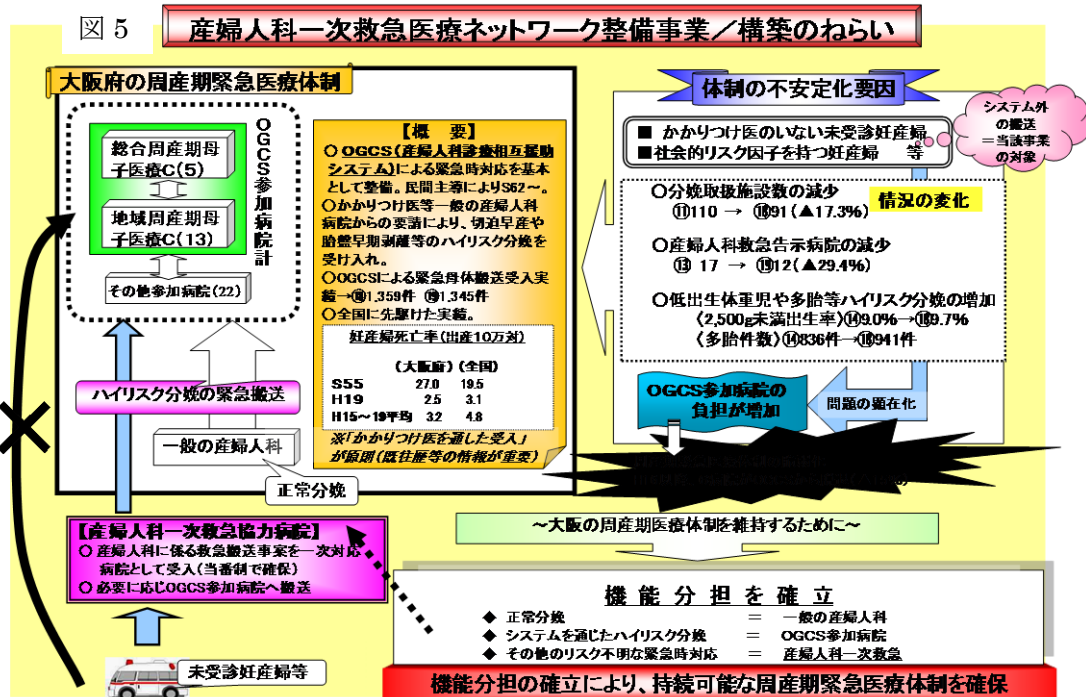 図5
産婦人科一次救急医療ネットワーク整備事業／構築のねらい
大阪府の周産期緊急医療体制
総合周産期母
子医療C(5)
地域周産期母
子医療C(13)
その他参加病院(22)
OGCS参加病院計
ハイリスク分娩の緊急搬送
一般の産婦人科
正常分娩
【概 要】
○OGCS(産婦人科診療相互援助
システム)による緊急時対応を基本
として整備。民間主導によりS62～。
○かかりつけ医等一般の産婦人科
病院からの要請により、切迫早産や
胎盤早期剥離等のハイリスク分娩を
受け入れ。
○OGCSによる緊急母体搬送受入実
績→⑱1,359件 ⑲1,345件
○全国に先駆けた実績。
妊産婦死亡率(出産10万対)
(大阪府) (全国)
S55 27.0 19.5
H19 2.5 3.1
H15～19平均 3.2 4.8
※「かかりつけ医を通した受入」
が原則(既往歴等の情報が重要)
体制の不安定化要因
■ かかりつけ医のいない未受診妊産婦
■社会的リスク因子を持つ妊産婦 等
システム外
の搬送
＝当該事業
の対象
○分娩取扱施設数の減少
⑪110 → ⑱91(▲17.3%)
情況の変化
○産婦人科救急告示病院の減少
⑬ 17 → ⑲12(▲29.4%)
○低出生体重児や多胎等ハイリスク分娩の増加
〈2,500g未満出生率〉⑭9.0%→⑱9.7%
〈多胎件数〉⑭836件→⑱941件
OGCS参加病院の
負担が増加
問題の顕在化
～大阪の周産期医療体制を維持するために～
【産婦人科一次救急協力病院】
○ 産婦人科に係る救急搬送事案を一次対応
病院として受入(当番制で確保)
○ 必要に応じOGCS参加病院へ搬送
未受診妊産婦等
機能分担を確立
◆ 正常分娩 ＝ 一般の産婦人科
◆ システムを通じたハイリスク分娩 ＝ OGCS参加病院
◆ その他のリスク不明な緊急時対応 ＝ 産婦人科一次救急
機能分担の確立により、持続可能な周産期緊急医療体制を確保